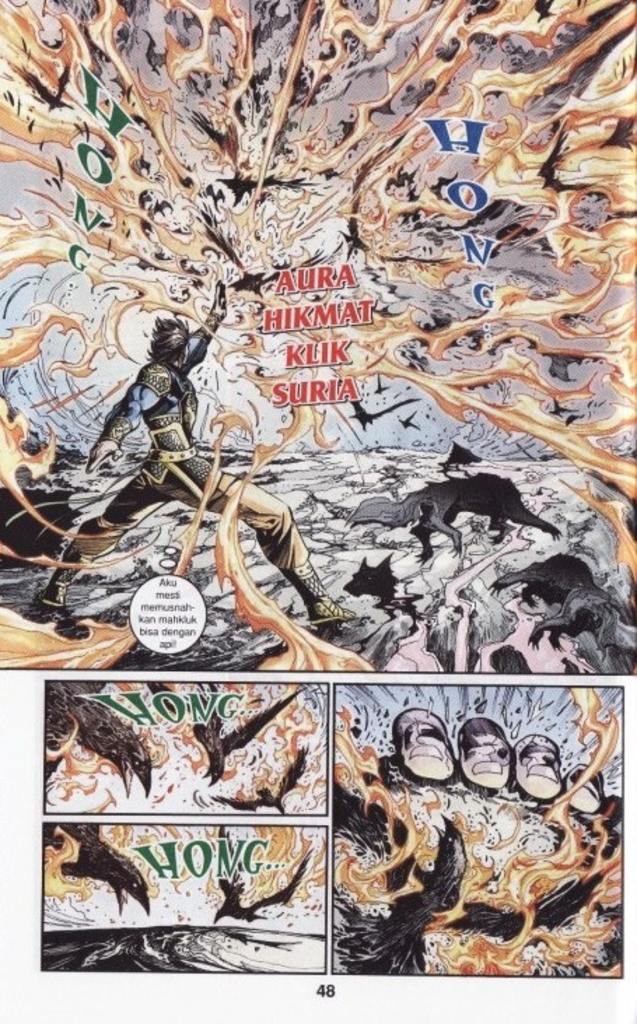 HONG
HONG..
AURA
HIKMAT
KLIK
SURIA
Aku
mesti
memusnah-
kan mahkluk
bisa dengan
api!
HONG
HONG...
48